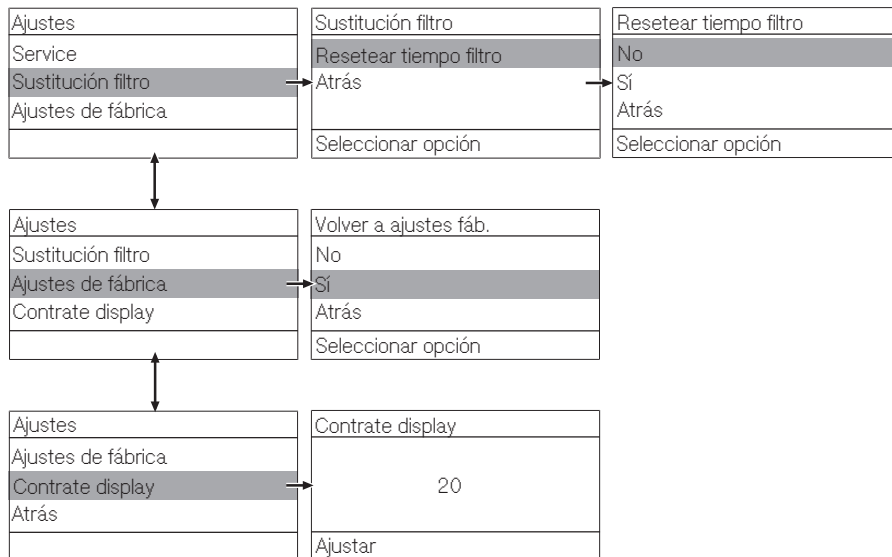 Ajustes
Service
Sustitución filtro
Ajustes de fábrica
Sustitución filtro
Resetear tiempo filtro
Atrás
Seleccionar opción
Resetear tiempo filtro
No
Sí
Atrás
Seleccionar opción
Ajustes
Sustitución filtro
Ajustes de fábrica
Contrate display
Volver a ajustes fáb.
No
Sí
Atrás
Seleccionar opción
Ajustes
Ajustes de fábrica
Contrate display
Atrás
Contrate display
20
Ajustar